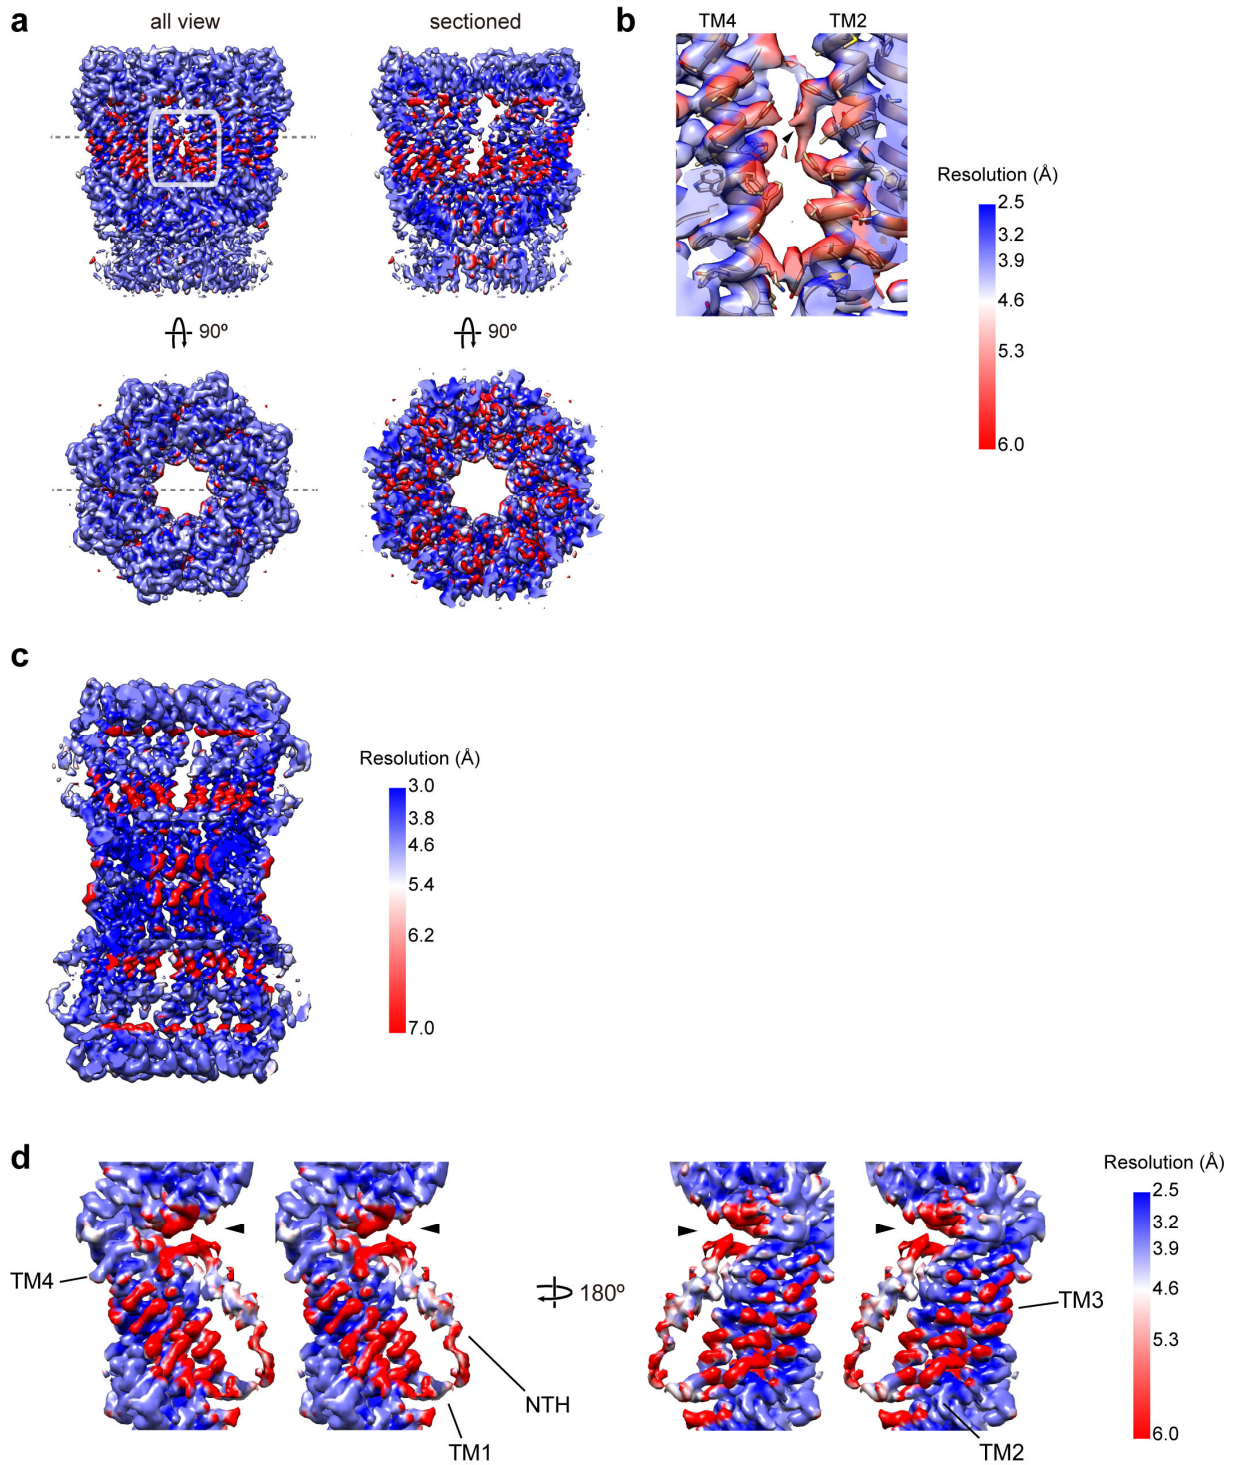 a
all view
sectioned
b
TM4
TM2
Resolution (Å)
2.5
3.2
3.9
4.6
5.3
6.0
90º
90º
c
Resolution (Å)
3.0
3.8
4.6
5.4
6.2
7.0
d
TM4
NTH
TM1
180º
TM3
TM2
Resolution (Å)
2.5
3.2
3.9
4.6
5.3
6.0